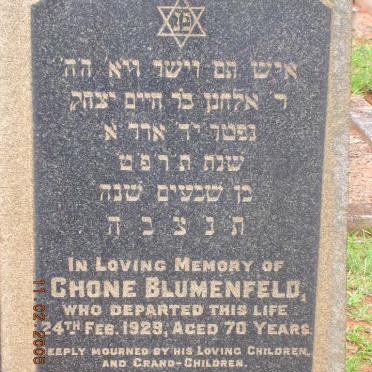 פנ
איש תם וישר וירא הה׳
ר׳ אלחנן בר חיים יצחק
נפטר יד׳ אדר א
שנת תרפט
בן שבעים שנה
תנצבה
IN LOVING MEMORY OF
CHONE BLUMENFELD,
WHO DEPARTED THIS LIFE
24TH FEB. 1929, AGED 70 YEARS.
DEEPLY MOURNED BY HIS LOVING CHILDREN,
AND GRAND-CHILDREN.